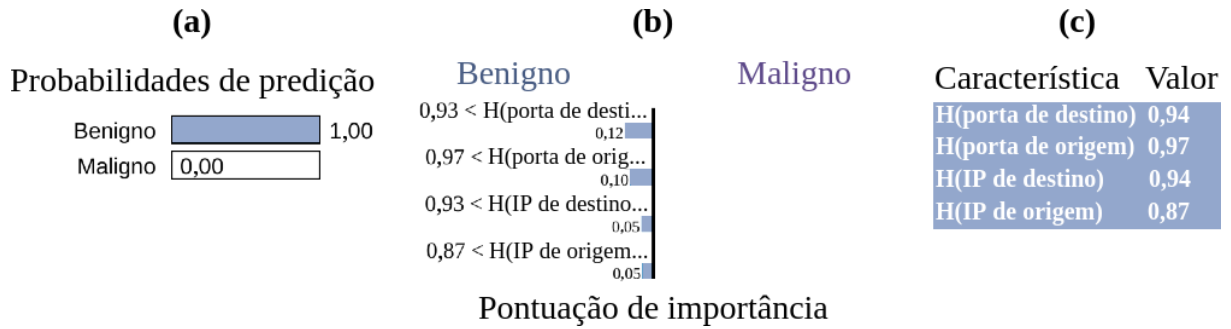 (a)
Probabilidades de predição
Benigno 1,00
Maligno 0,00
(b)
Benigno Maligno
0,93 < H(porta de desti...
0,12
0,97 < H(porta de orig...
0,10
0,93 < H(IP de destino...
0,05
0,87 < H(IP de origem...
0,05
Pontuação de importância
(c)
Característica Valor
H(porta de destino) 0,94
H(porta de origem) 0,97
H(IP de destino) 0,94
H(IP de origem) 0,87